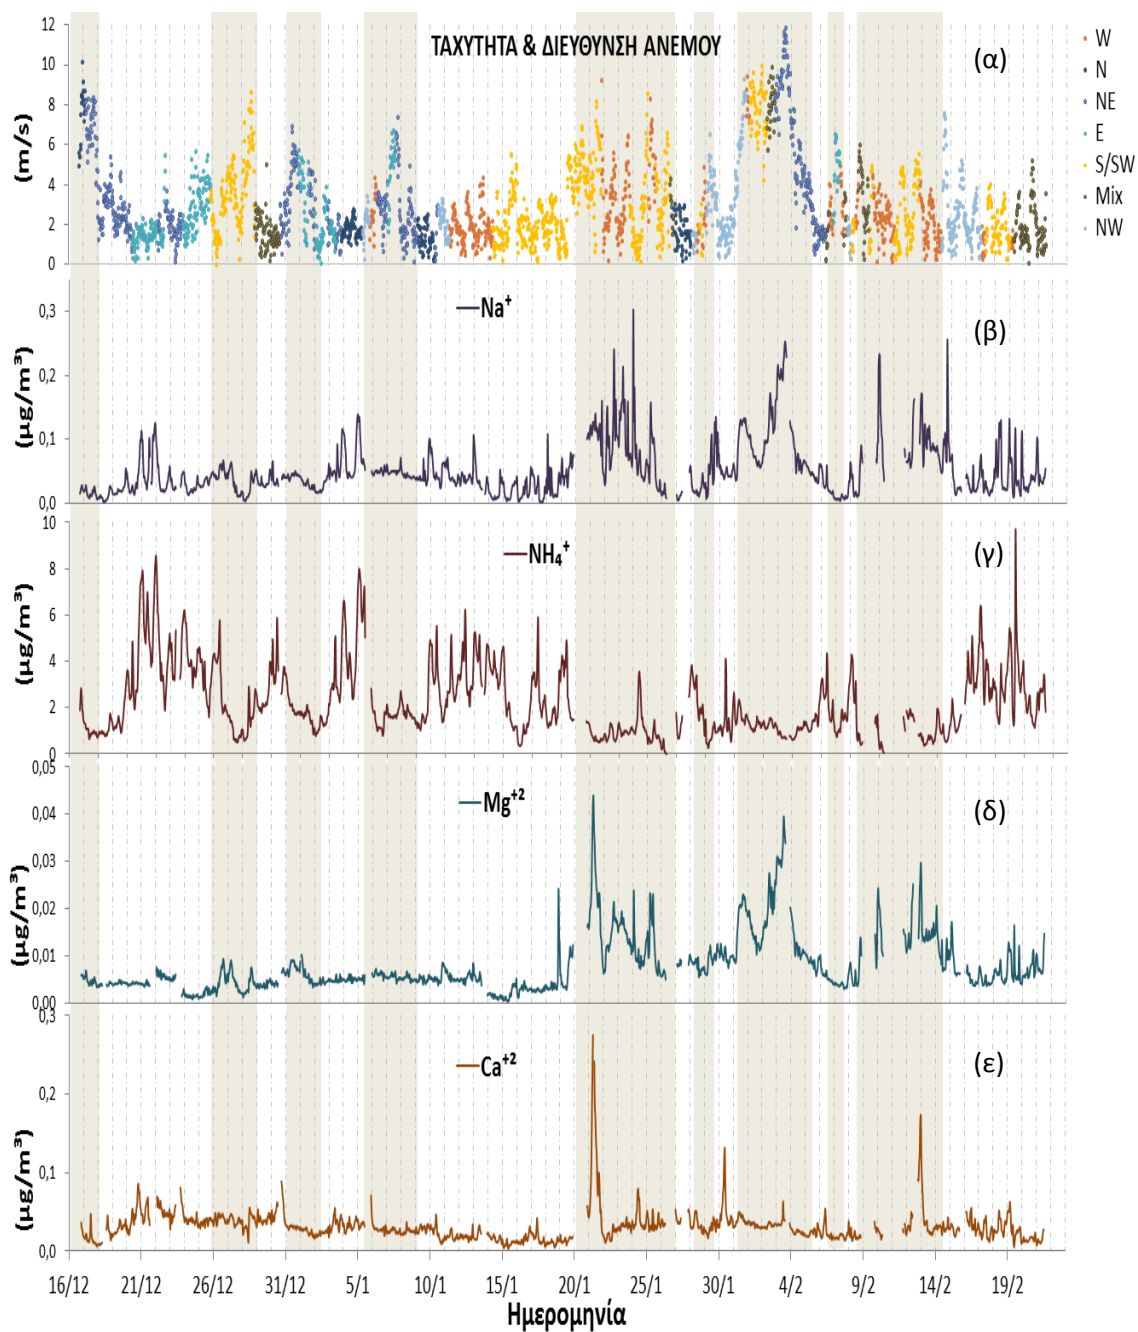 ΤΑΧΥΤΗΤΑ & ΔΙΕΥΘΥΝΣΗ ΑΝΕΜΟΥ
(α)
(m/s)
12
10
8
6
4
2
0
W
N
NE
E
S/SW
Mix
NW
Na⁺
(β)
(μg/m³)
0,3
0,2
0,1
0,0
NH₄⁺
(γ)
(μg/m³)
10
8
6
4
2
0
Mg⁺²
(δ)
(μg/m³)
0,05
0,04
0,03
0,02
0,01
0,00
Ca⁺²
(ε)
(μg/m³)
0,3
0,2
0,1
0,0
16/12 21/12 26/12 31/12 5/1 10/1 15/1 20/1 25/1 30/1 4/2 9/2 14/2 19/2
Ημερομηνία